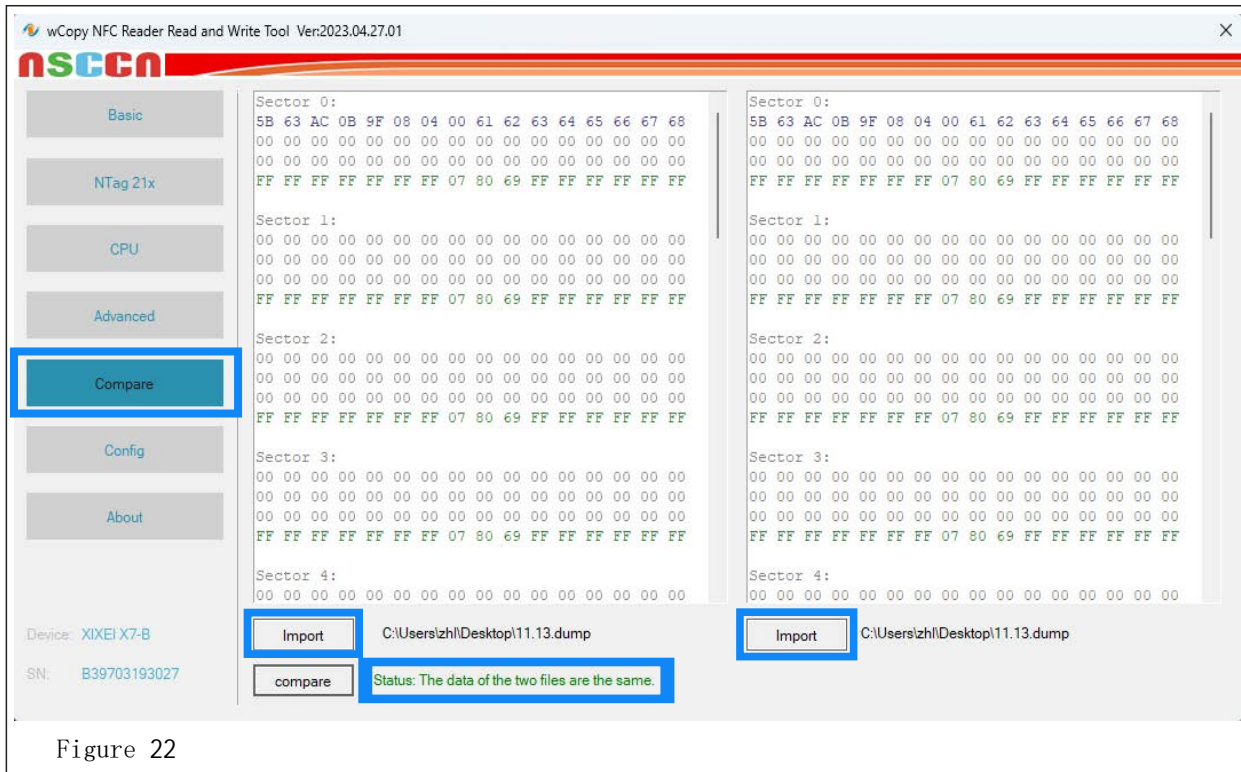 wCopy NFC Reader Read and Write Tool Ver:2023.04.27.01
NSCCN
Basic
NTag 21x
CPU
Advanced
Compare
Config
About
Device: XIXEI X7-B
SN: B39703193027
Sector 0:
5B 63 AC 0B 9F 08 04 00 61 62 63 64 65 66 67 68
00 00 00 00 00 00 00 00 00 00 00 00 00 00 00 00
00 00 00 00 00 00 00 00 00 00 00 00 00 00 00 00
FF FF FF FF FF FF FF 07 80 69 FF FF FF FF FF FF
Sector 1:
00 00 00 00 00 00 00 00 00 00 00 00 00 00 00 00
00 00 00 00 00 00 00 00 00 00 00 00 00 00 00 00
00 00 00 00 00 00 00 00 00 00 00 00 00 00 00 00
FF FF FF FF FF FF FF 07 80 69 FF FF FF FF FF FF
Sector 2:
00 00 00 00 00 00 00 00 00 00 00 00 00 00 00 00
00 00 00 00 00 00 00 00 00 00 00 00 00 00 00 00
00 00 00 00 00 00 00 00 00 00 00 00 00 00 00 00
FF FF FF FF FF FF FF 07 80 69 FF FF FF FF FF FF
Sector 3:
00 00 00 00 00 00 00 00 00 00 00 00 00 00 00 00
00 00 00 00 00 00 00 00 00 00 00 00 00 00 00 00
00 00 00 00 00 00 00 00 00 00 00 00 00 00 00 00
FF FF FF FF FF FF FF 07 80 69 FF FF FF FF FF FF
Sector 4:
00 00 00 00 00 00 00 00 00 00 00 00 00 00 00 00
Import C:\Users\zhl\Desktop\11.13.dump
compare Status: The data of the two files are the same.
Sector 0:
5B 63 AC 0B 9F 08 04 00 61 62 63 64 65 66 67 68
00 00 00 00 00 00 00 00 00 00 00 00 00 00 00 00
00 00 00 00 00 00 00 00 00 00 00 00 00 00 00 00
FF FF FF FF FF FF FF 07 80 69 FF FF FF FF FF FF
Sector 1:
00 00 00 00 00 00 00 00 00 00 00 00 00 00 00 00
00 00 00 00 00 00 00 00 00 00 00 00 00 00 00 00
00 00 00 00 00 00 00 00 00 00 00 00 00 00 00 00
FF FF FF FF FF FF FF 07 80 69 FF FF FF FF FF FF
Sector 2:
00 00 00 00 00 00 00 00 00 00 00 00 00 00 00 00
00 00 00 00 00 00 00 00 00 00 00 00 00 00 00 00
00 00 00 00 00 00 00 00 00 00 00 00 00 00 00 00
FF FF FF FF FF FF FF 07 80 69 FF FF FF FF FF FF
Sector 3:
00 00 00 00 00 00 00 00 00 00 00 00 00 00 00 00
00 00 00 00 00 00 00 00 00 00 00 00 00 00 00 00
00 00 00 00 00 00 00 00 00 00 00 00 00 00 00 00
FF FF FF FF FF FF FF 07 80 69 FF FF FF FF FF FF
Sector 4:
00 00 00 00 00 00 00 00 00 00 00 00 00 00 00 00
Import C:\Users\zhl\Desktop\11.13.dump
Figure 22